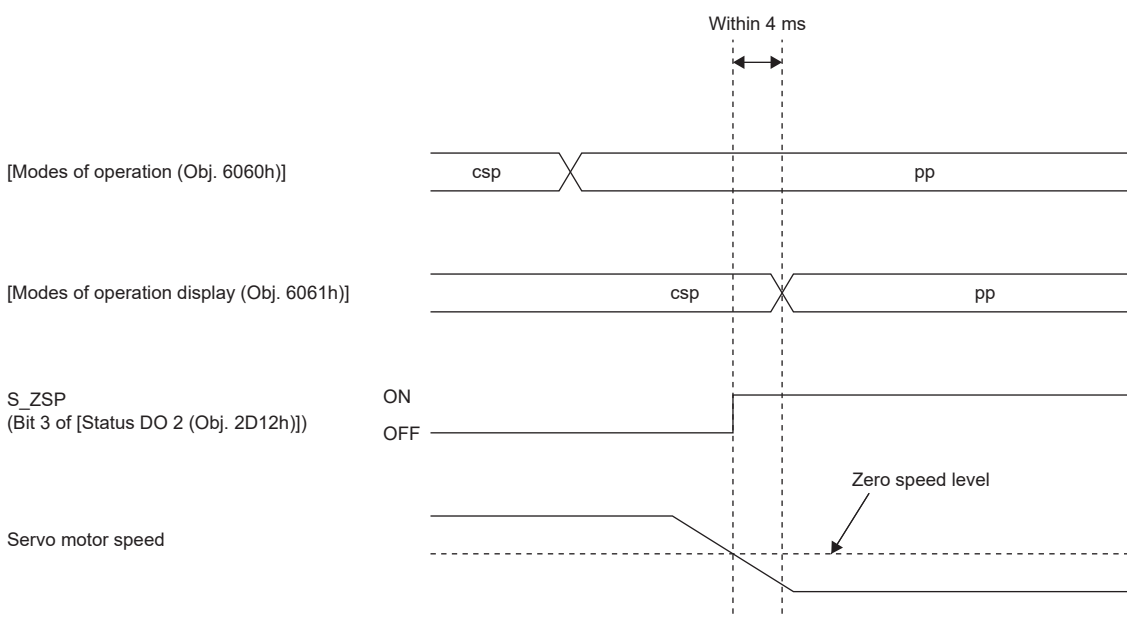 Within 4 ms
[Modes of operation (Obj. 6060h)]
csp
pp
[Modes of operation display (Obj. 6061h)]
csp
pp
S_ZSP
(Bit 3 of [Status DO 2 (Obj. 2D12h)])
ON
OFF
Zero speed level
Servo motor speed